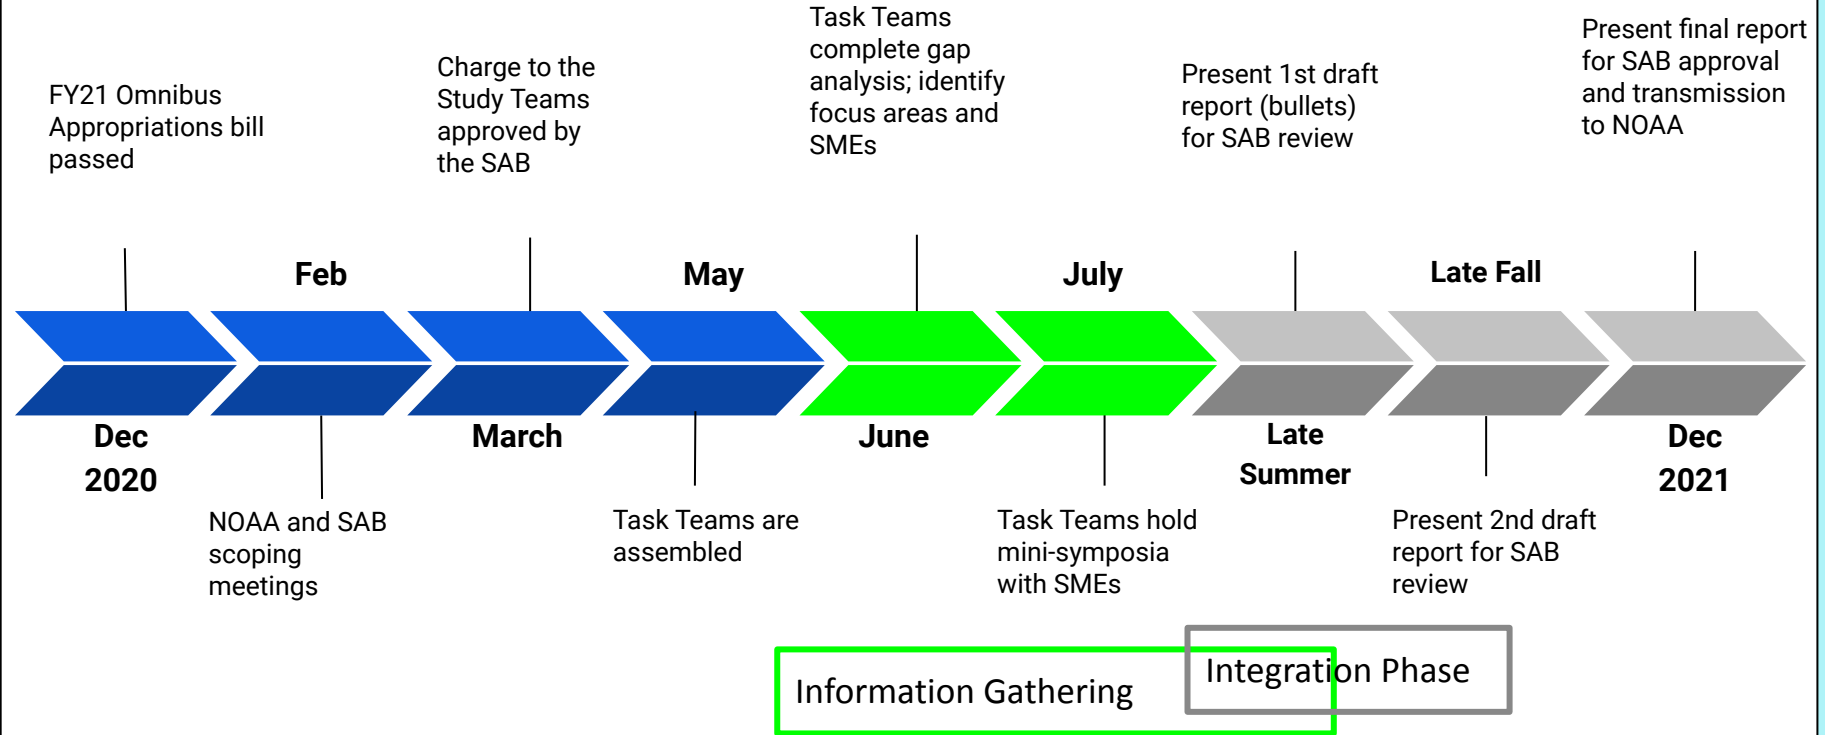 FY21 Omnibus
Appropriations bill
passed
Charge to the
Study Teams
approved by
the SAB
Task Teams
complete gap
analysis; identify
focus areas and
SMEs
Present 1st draft
report (bullets)
for SAB review
Present final report
for SAB approval
and transmission
to NOAA
Feb
May
July
Late Fall
Dec
2020
March
June
Late
Summer
Dec
2021
NOAA and SAB
scoping
meetings
Task Teams are
assembled
Task Teams hold
mini-symposia
with SMEs
Present 2nd draft
report for SAB
review
Information Gathering
Integration Phase